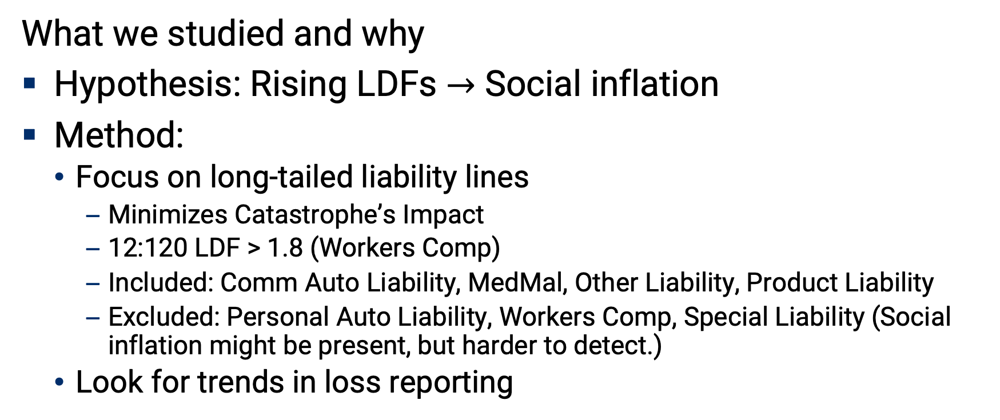 What we studied and why
▪ Hypothesis: Rising LDFs → Social inflation
▪ Method:
• Focus on long-tailed liability lines
– Minimizes Catastrophe’s Impact
– 12:120 LDF > 1.8 (Workers Comp)
– Included: Comm Auto Liability, MedMal, Other Liability, Product Liability
– Excluded: Personal Auto Liability, Workers Comp, Special Liability (Social
inflation might be present, but harder to detect.)
• Look for trends in loss reporting